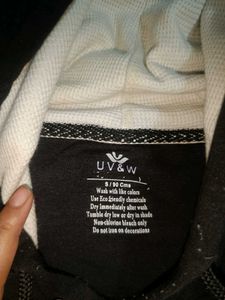 UV&W
S / 90 Cms
Wash with like colors
Use Eco friendly chemicals
Dry immediately after wash
Tumble dry low or dry in shade
Non-chlorine bleach only
Do not iron on decorations